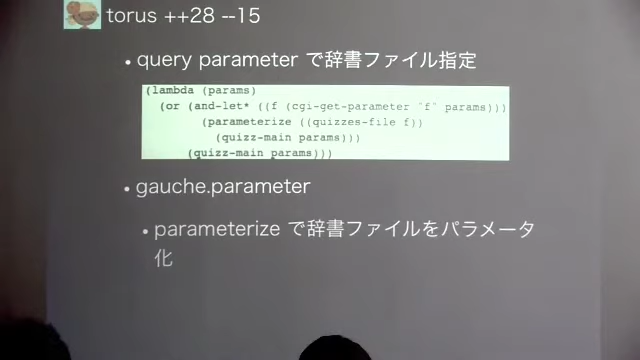 torus ++28 --15
• query parameter で辞書ファイル指定
(lambda (params)
(or (and-let* ((f (cgi-get-parameter "f" params)))
(parameterize ((quizzes-file f))
(quizz-main params)))
(quizz-main params)))
• gauche.parameter
• parameterize で辞書ファイルをパラメータ
化